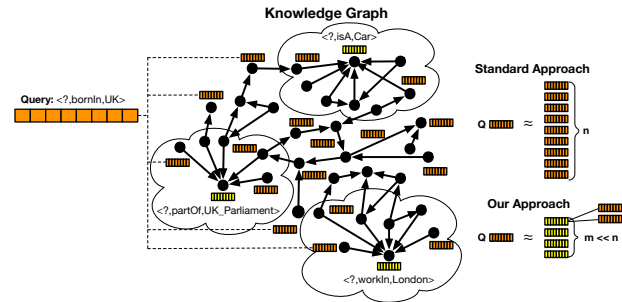 Knowledge Graph
<?,isA,Car>
Query: <?,bornIn,UK>
<?,partOf,UK_Parliament>
<?,workIn,London>
Standard Approach
Q ≈ n
Our Approach
Q ≈ m << n